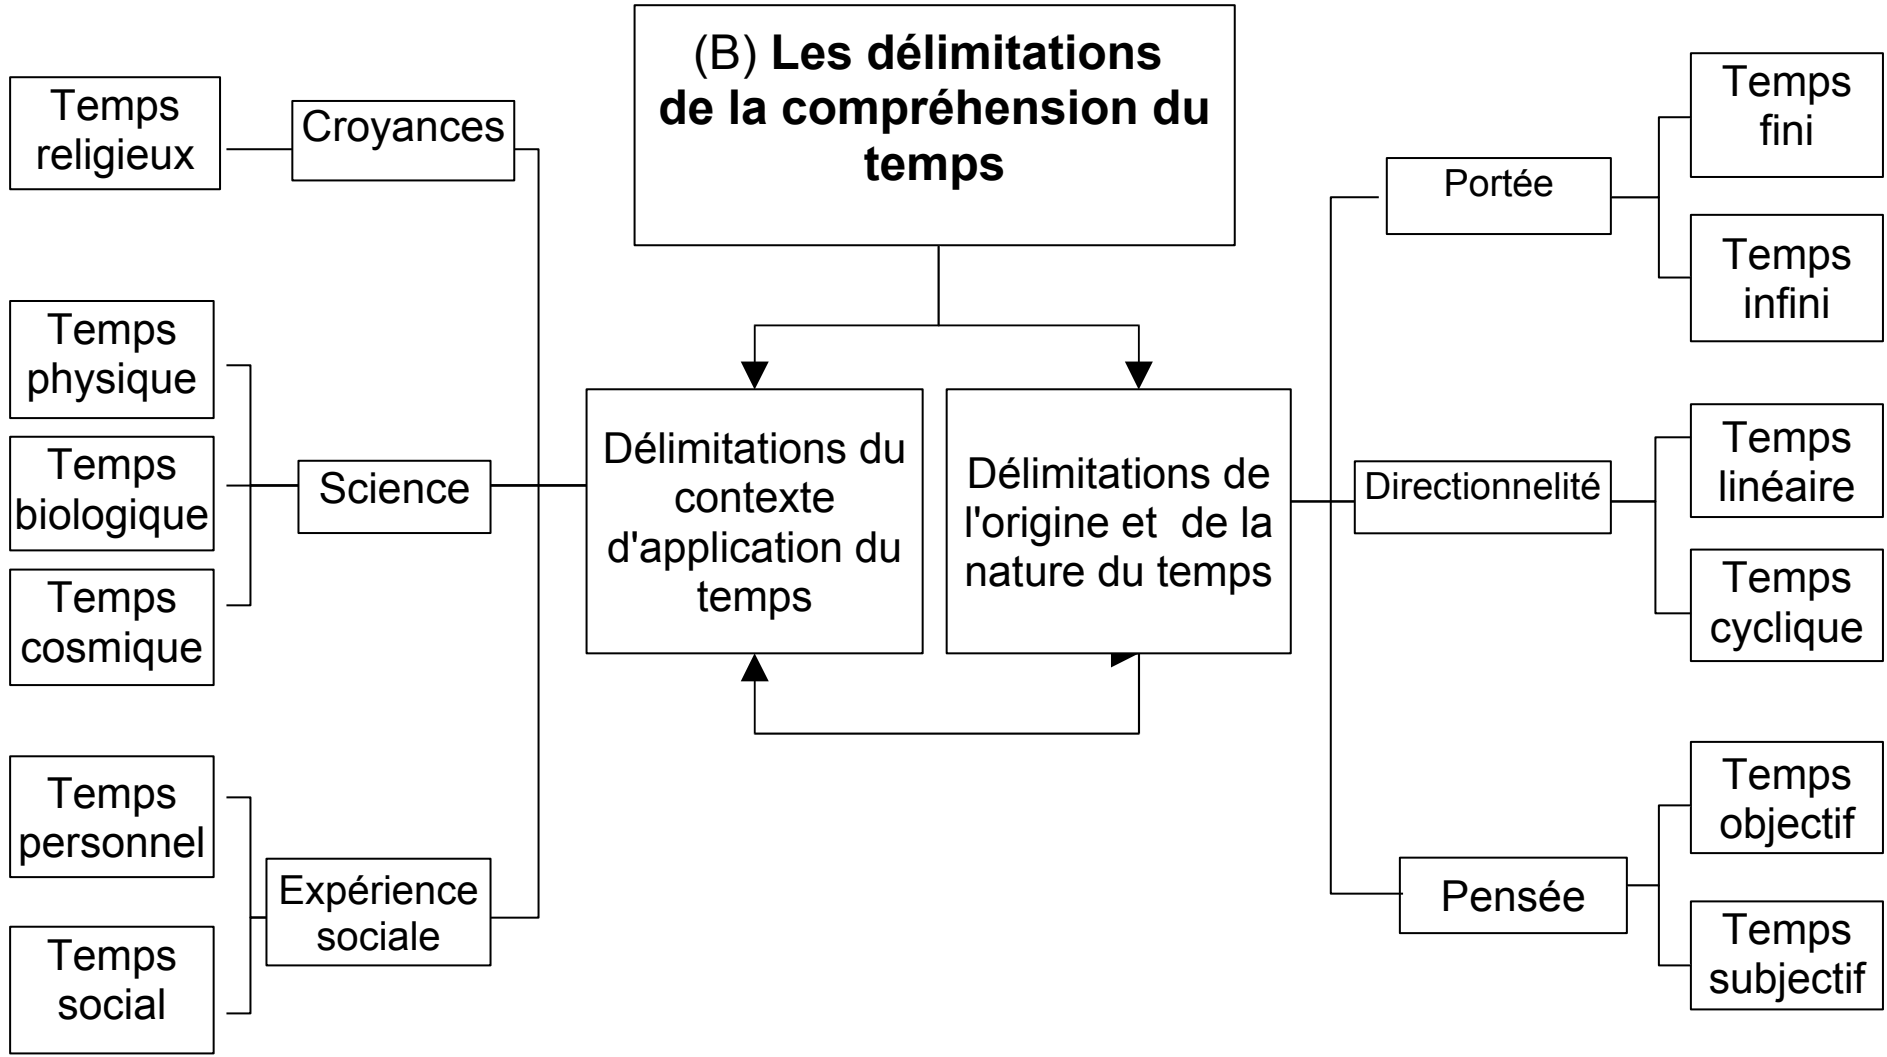 (B) Les délimitations
de la compréhension du
temps
Temps
religieux
Croyances
Temps
physique
Temps
biologique
Temps
cosmique
Science
Temps
personnel
Temps
social
Expérience
sociale
Délimitations du
contexte
d'application du
temps
Délimitations de
l'origine et  de la
nature du temps
Portée
Temps
fini
Temps
infini
Directionnelité
Temps
linéaire
Temps
cyclique
Pensée
Temps
objectif
Temps
subjectif